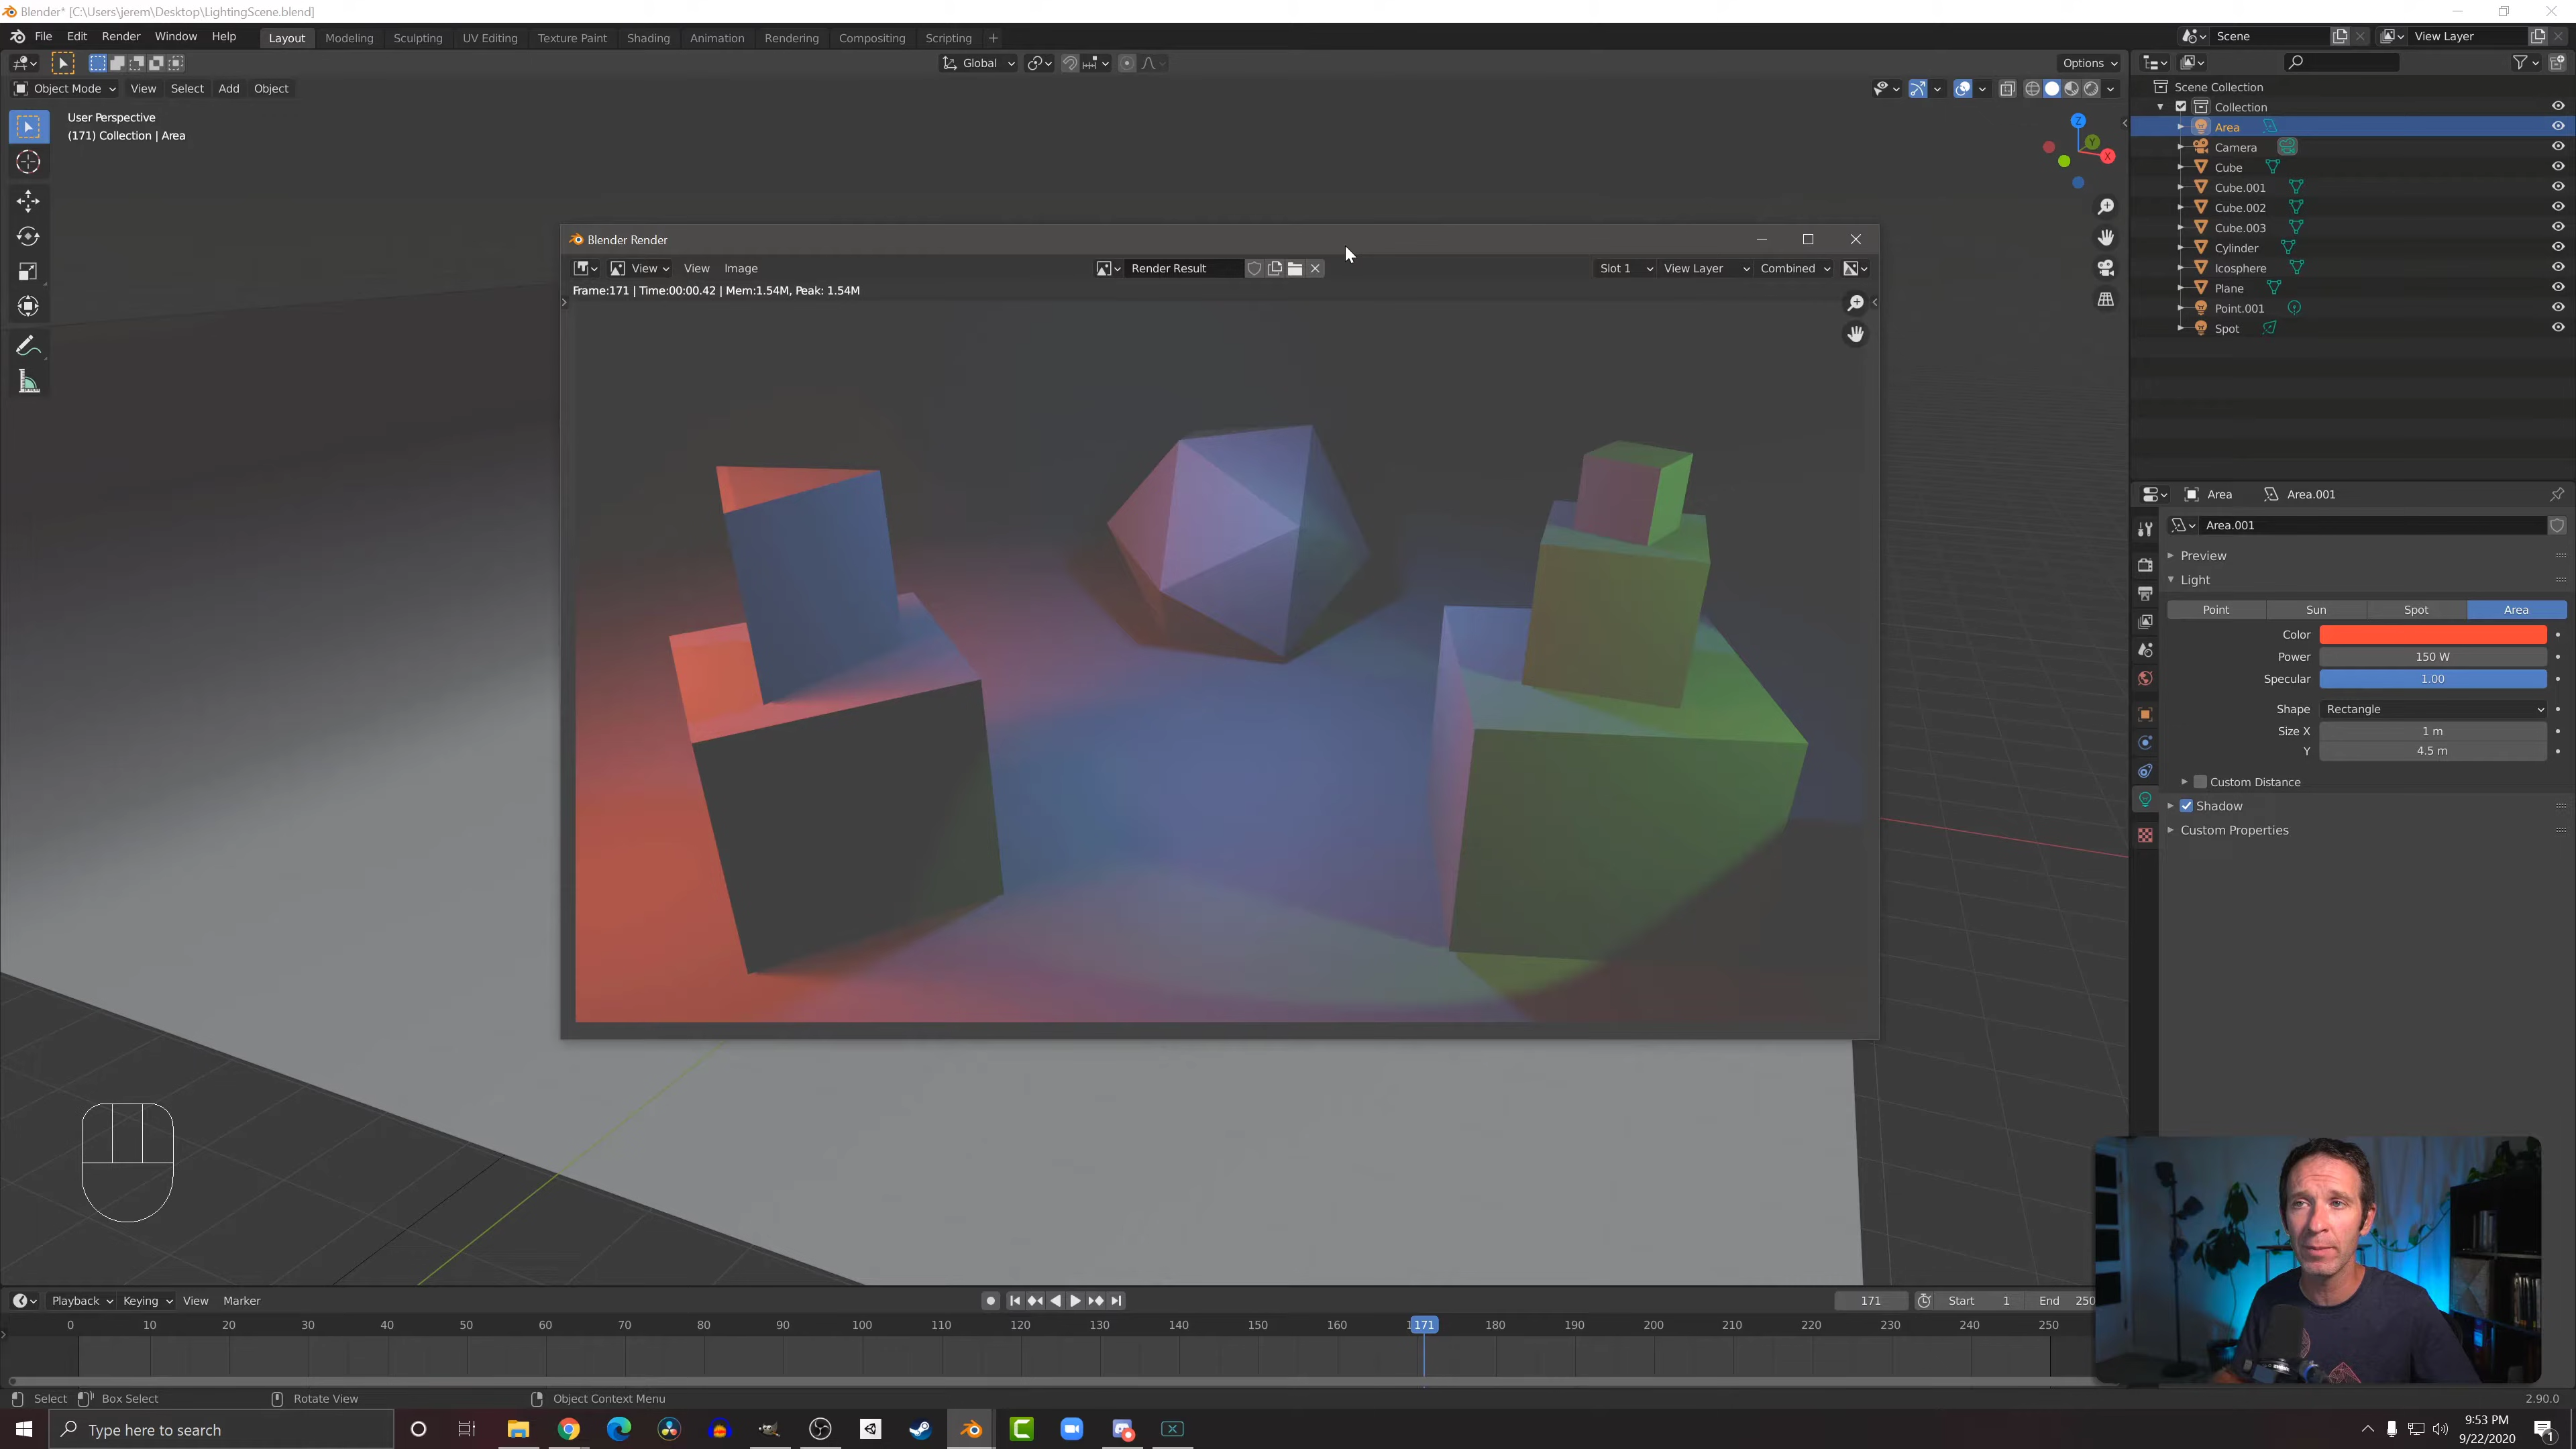 Blender* [C:\Users\jerem\Desktop\LightingScene.blend]
File Edit Render Window Help Layout Modeling Sculpting UV Editing Texture Paint Shading Animation Rendering Compositing Scripting + Scene View Layer
Global Options
Object Mode View Select Add Object
User Perspective
(171) Collection | Area
Z
Y
X
Scene Collection
Collection
Area
Camera
Cube
Cube.001
Cube.002
Cube.003
Cylinder
Icosphere
Plane
Point.001
Spot
Blender Render
View View Image Render Result Slot 1 View Layer Combined
Frame:171 | Time:00:00.42 | Mem:1.54M, Peak: 1.54M
Area Area.001
Area.001
Preview
Light
Point Sun Spot Area
Color
Power 150 W
Specular 1.00
Shape Rectangle
Size X 1 m
Y 4.5 m
Custom Distance
Shadow
Custom Properties
Playback Keying View Marker 171 Start 1 End 250
0 10 20 30 40 50 60 70 80 90 100 110 120 130 140 150 160 171 180 190 200 210 220 230 240 250
Select Box Select Rotate View Object Context Menu 2.90.0
Type here to search
9:53 PM
9/22/2020
1